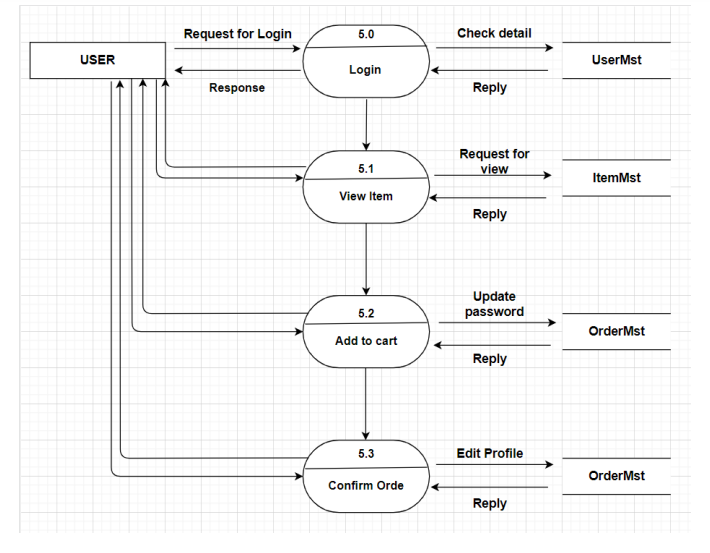 Request for Login
5.0
Check detail
USER
Login
UserMst
Response
Reply
5.1
Request for
view
View Item
ItemMst
Reply
5.2
Update
password
Add to cart
OrderMst
Reply
5.3
Edit Profile
Confirm Orde
OrderMst
Reply